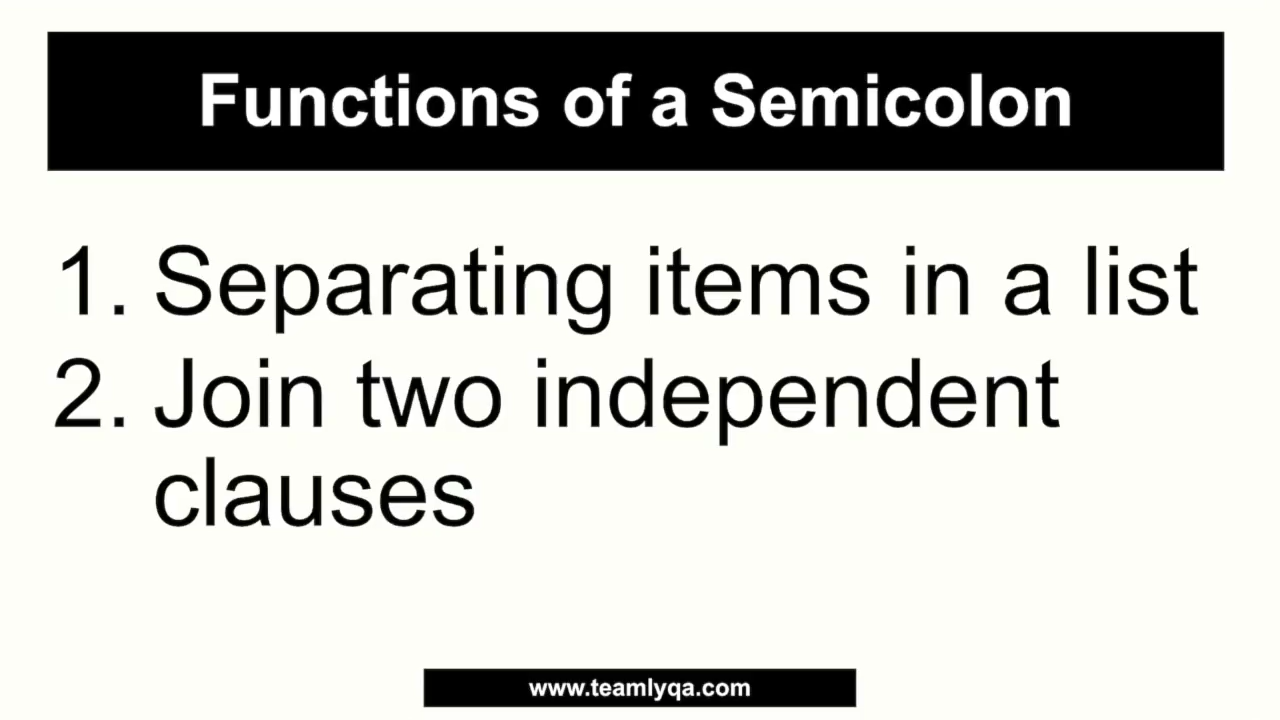 Functions of a Semicolon
1. Separating items in a list
2. Join two independent
clauses
www.teamlyqa.com